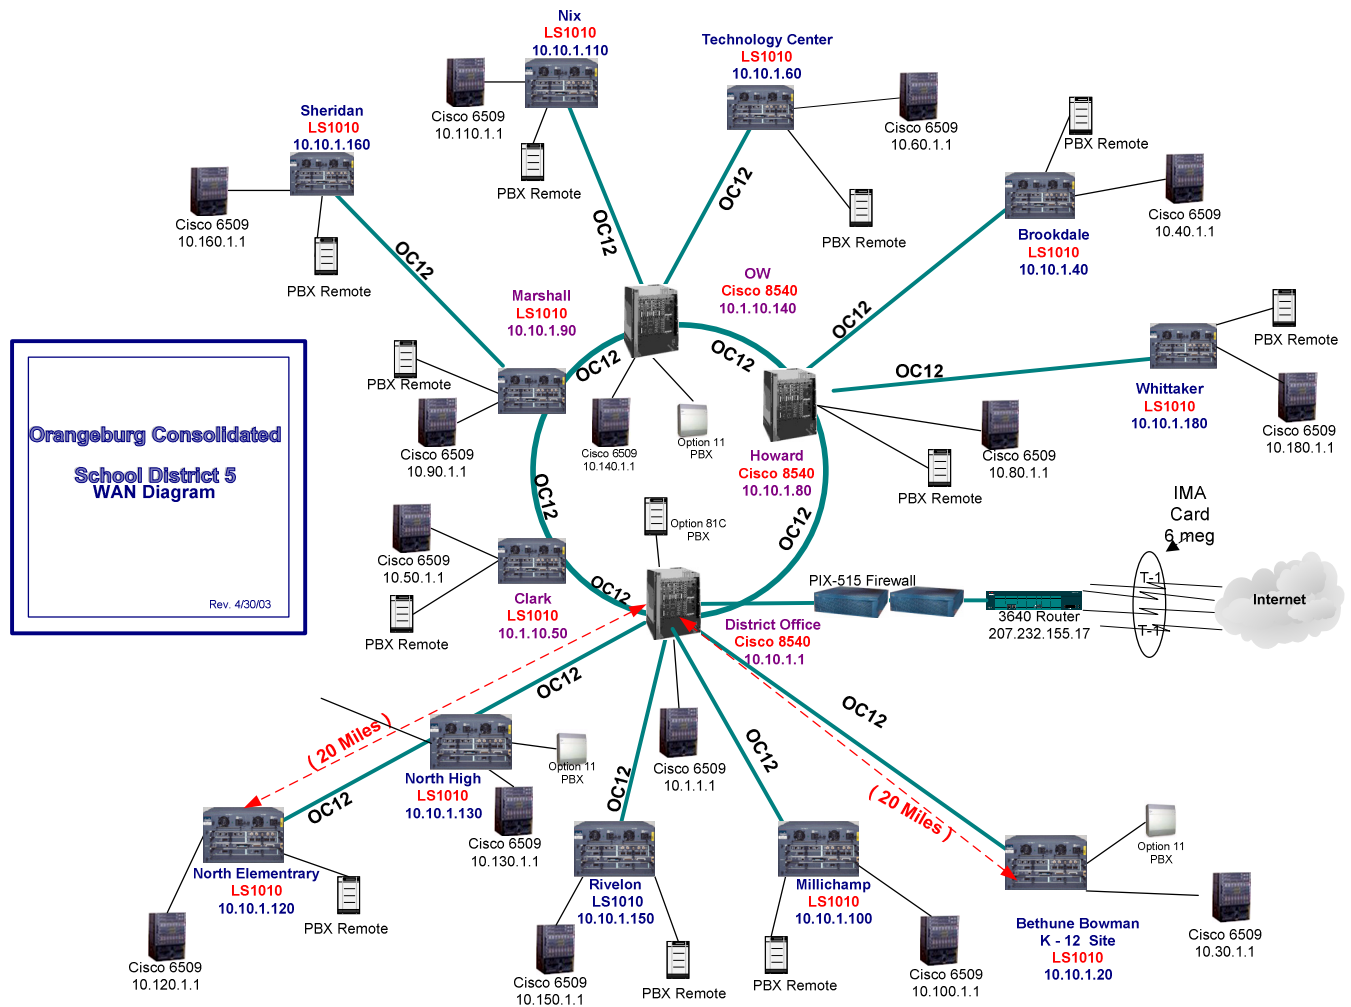 Nix
LS1010
10.10.1.110
Cisco 6509
10.110.1.1
PBX Remote
Technology Center
LS1010
10.10.1.60
Cisco 6509
10.60.1.1
PBX Remote
Sheridan
LS1010
10.10.1.160
Cisco 6509
10.160.1.1
PBX Remote
PBX Remote
Cisco 6509
10.40.1.1
Brookdale
LS1010
10.10.1.40
OC12
OC12
OC12
OC12
OC12
Marshall
LS1010
10.10.1.90
OW
Cisco 8540
10.1.10.140
PBX Remote
Whittaker
LS1010
10.10.1.180
Cisco 6509
10.180.1.1
OC12
OC12
PBX Remote
Cisco 6509
10.90.1.1
Cisco 6509
10.140.1.1
Option 11
PBX
Howard
Cisco 8540
10.10.1.80
Cisco 6509
10.80.1.1
PBX Remote
Orangeburg Consolidated
School District 5
WAN Diagram
Rev. 4/30/03
OC12
OC12
OC12
Option 81C
PBX
Cisco 6509
10.50.1.1
PBX Remote
Clark
LS1010
10.1.10.50
OC12
District Office
Cisco 8540
10.10.1.1
PIX-515 Firewall
3640 Router
207.232.155.17
IMA
Card
6 meg
T-1
T-1
Internet
OC12
OC12
OC12
OC12
OC12
( 20 Miles )
( 20 Miles )
North High
LS1010
10.10.1.130
Option 11
PBX
Cisco 6509
10.130.1.1
Cisco 6509
10.1.1.1
North Elementrary
LS1010
10.10.1.120
Cisco 6509
10.120.1.1
PBX Remote
Rivelon
LS1010
10.10.1.150
Cisco 6509
10.150.1.1
PBX Remote
Millichamp
LS1010
10.10.1.100
PBX Remote
Cisco 6509
10.100.1.1
Option 11
PBX
Bethune Bowman
K - 12 Site
LS1010
10.10.1.20
Cisco 6509
10.30.1.1